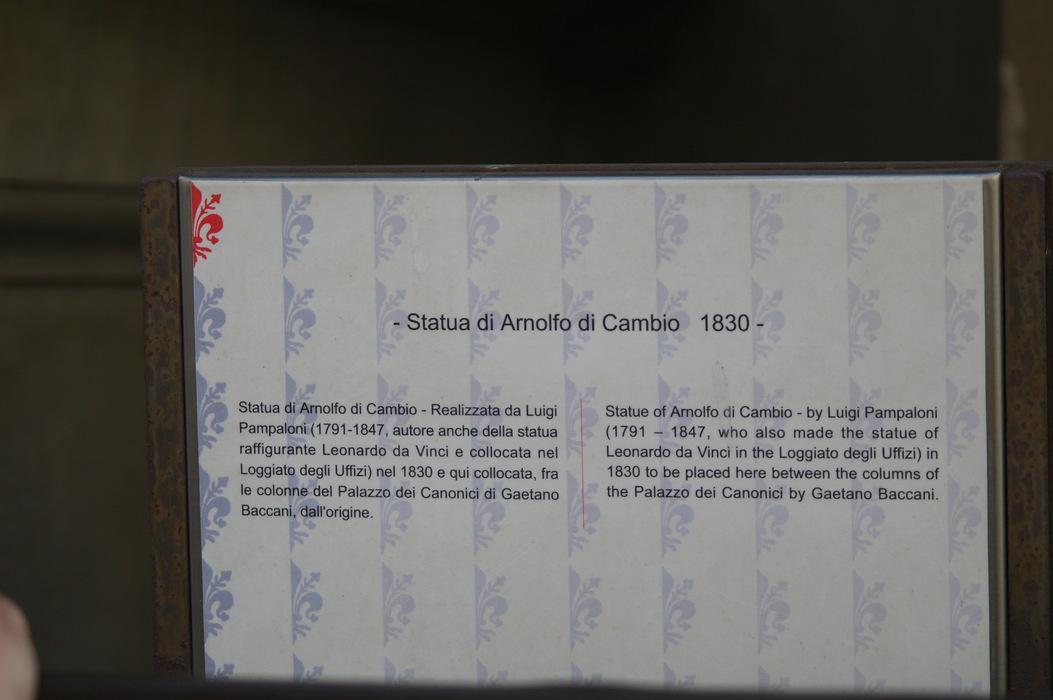 - Statua di Arnolfo di Cambio 1830 -
Statua di Arnolfo di Cambio - Realizzata da Luigi
Pampaloni (1791-1847, autore anche della statua
raffigurante Leonardo da Vinci e collocata nel
Loggiato degli Uffizi) nel 1830 e qui collocata, fra
le colonne del Palazzo dei Canonici di Gaetano
Baccani, dall'origine.
Statue of Arnolfo di Cambio - by Luigi Pampaloni
(1791 – 1847, who also made the statue of
Leonardo da Vinci in the Loggiato degli Uffizi) in
1830 to be placed here between the columns of
the Palazzo dei Canonici by Gaetano Baccani.